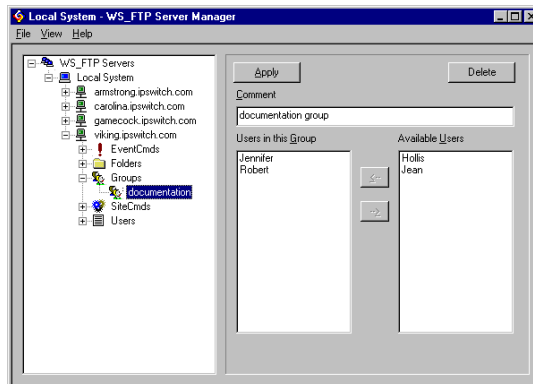 Local System - WS_FTP Server Manager
File View Help
WS_FTP Servers
Local System
armstrong.ipswitch.com
carolina.ipswitch.com
gamecock.ipswitch.com
viking.ipswitch.com
EventCmds
Folders
Groups
documentation
SiteCmds
Users
Apply
Delete
Comment
documentation group
Users in this Group
Jennifer
Robert
<--
-->
Available Users
Hollis
Jean